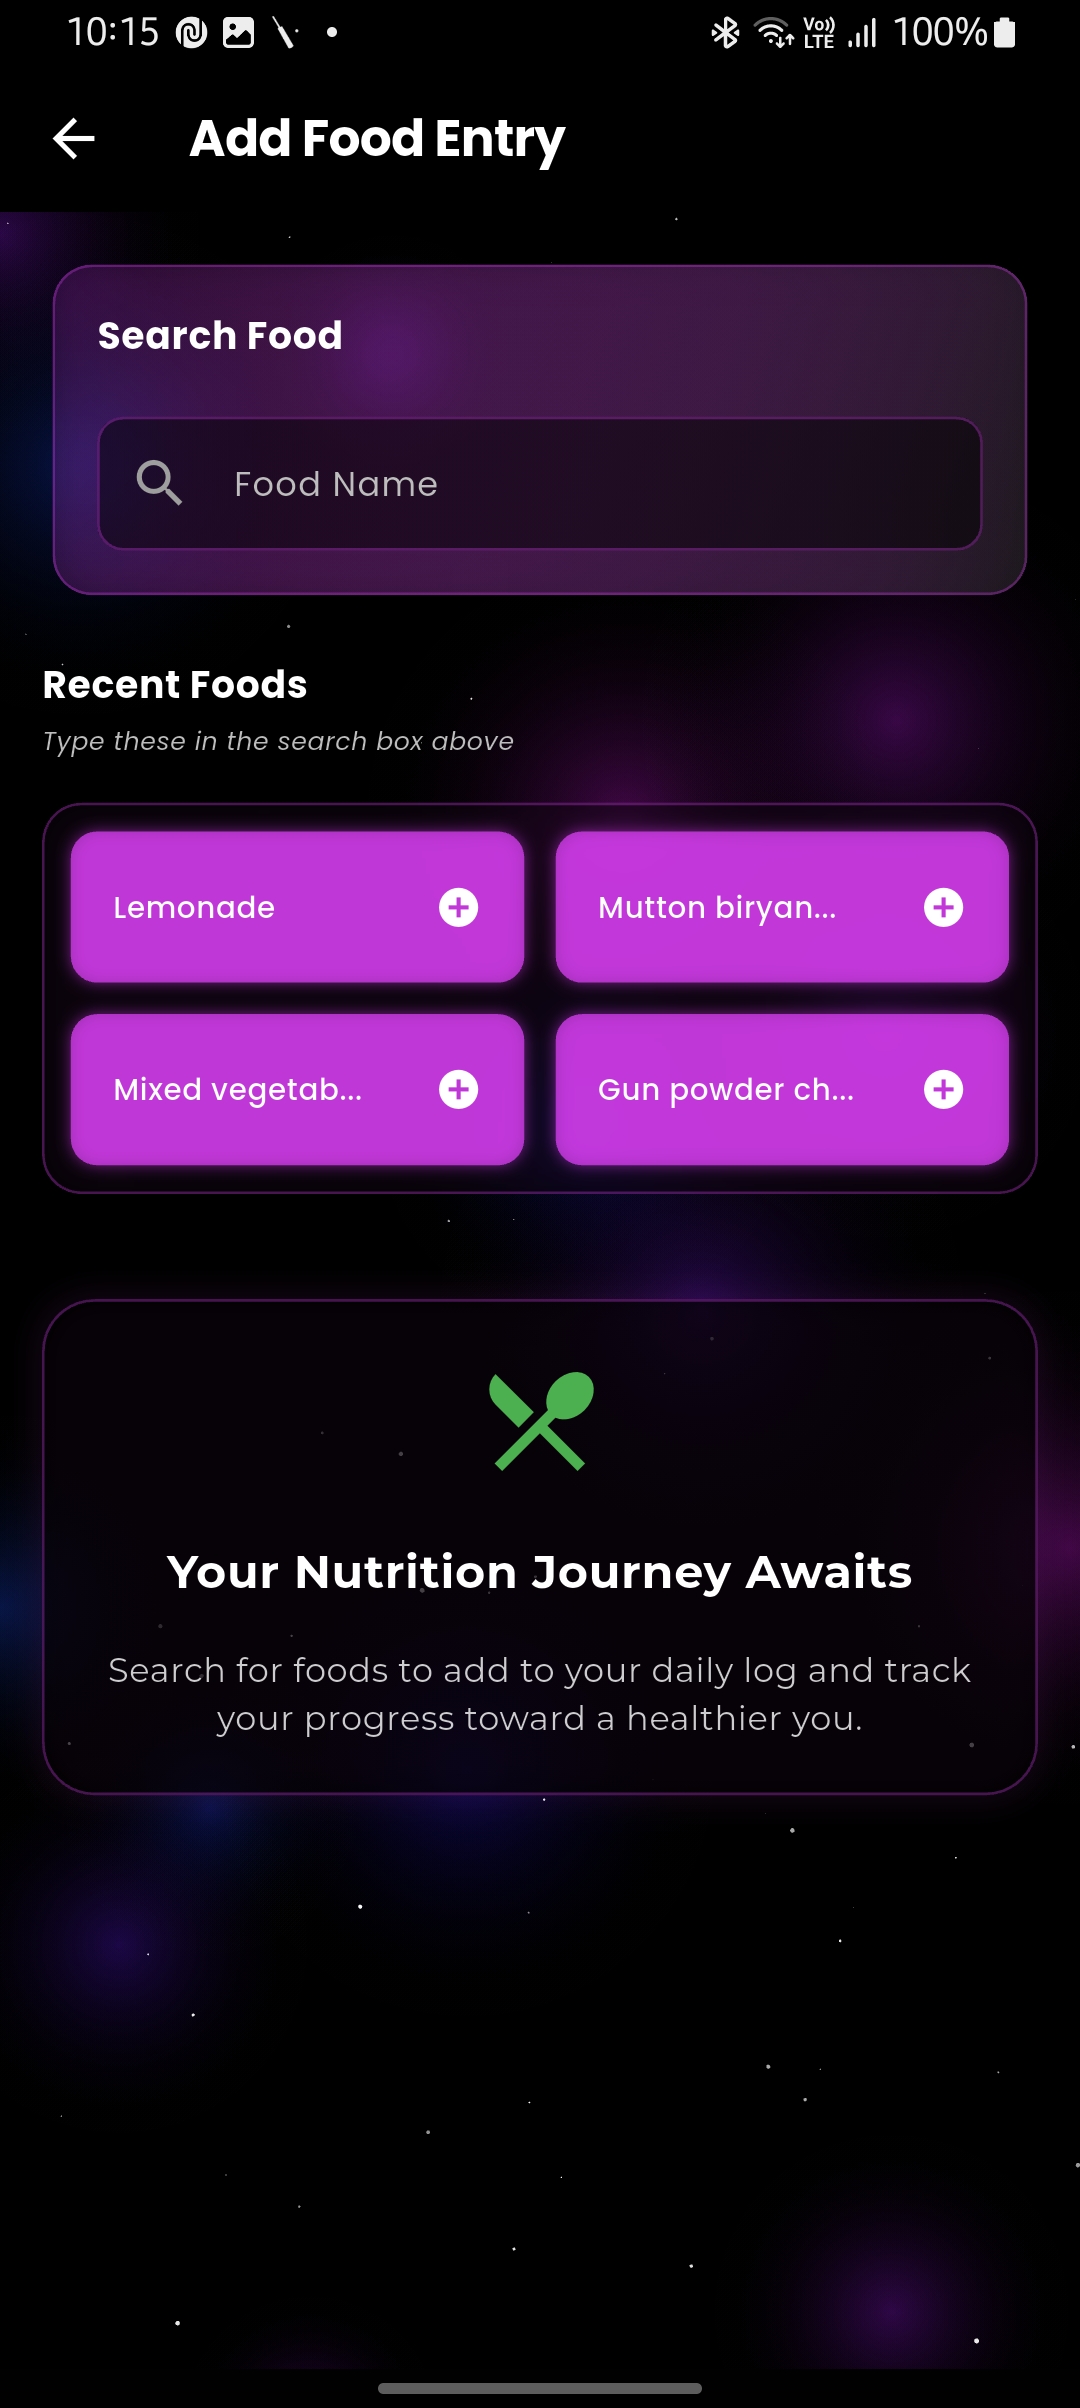 10:15 Vo)) LTE 100%
Add Food Entry
Search Food
Food Name
Recent Foods
Type these in the search box above
Lemonade
Mutton biryan...
Mixed vegetab...
Gun powder ch...
Your Nutrition Journey Awaits
Search for foods to add to your daily log and track
your progress toward a healthier you.